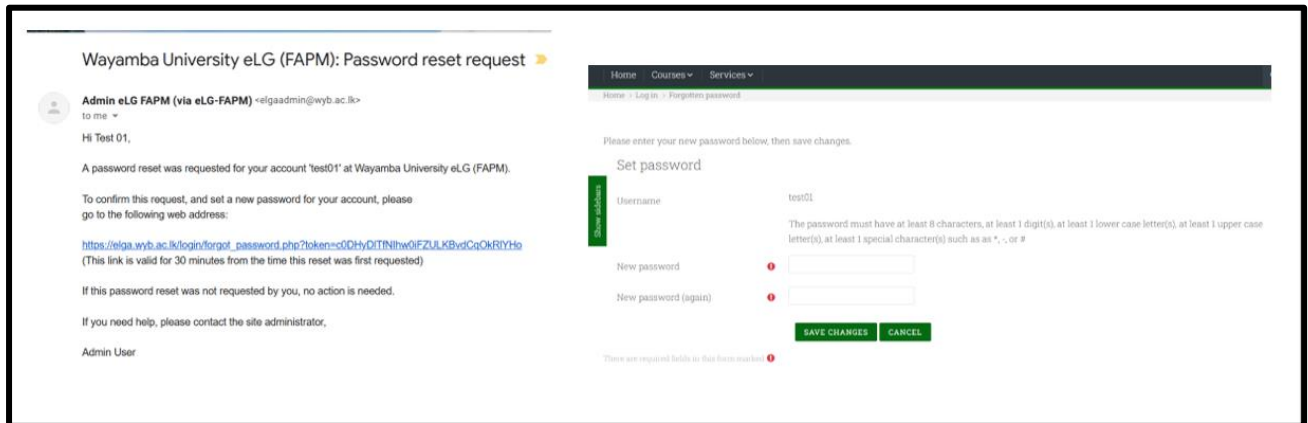 Wayamba University eLG (FAPM): Password reset request
Admin eLG FAPM (via eLG-FAPM) <elgaadmin@wyb.ac.lk>
to me
Hi Test 01,
A password reset was requested for your account 'test01' at Wayamba University eLG (FAPM).
To confirm this request, and set a new password for your account, please
go to the following web address:
https://elga.wyb.ac.lk/login/forgot_password.php?token=c0DHyDlTfNlhw0iFZULKBvdCqOkRlYHo
(This link is valid for 30 minutes from the time this reset was first requested)
If this password reset was not requested by you, no action is needed.
If you need help, please contact the site administrator,
Admin User
Home Courses Services
Home › Log in › Forgotten password
Please enter your new password below, then save changes.
Set password
Show sidebars
Username test01
The password must have at least 8 characters, at least 1 digit(s), at least 1 lower case letter(s), at least 1 upper case
letter(s), at least 1 special character(s) such as as *, -, or #
New password
New password (again)
SAVE CHANGES CANCEL
There are required fields in this form marked